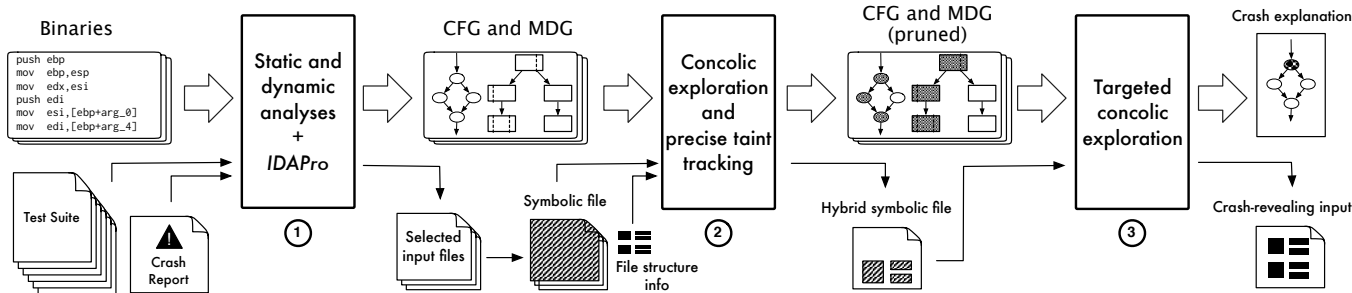 Binaries
push ebp
mov ebp,esp
mov edx,esi
push edi
mov esi,[ebp+arg_0]
mov edi,[ebp+arg_4]
Test Suite
Crash
Report
Static and
dynamic
analyses
+
IDAPro
1
CFG and MDG
Selected
input files
Symbolic file
File structure
info
Concolic
exploration
and
precise taint
tracking
2
CFG and MDG
(pruned)
Hybrid symbolic file
Targeted
concolic
exploration
3
Crash explanation
Crash-revealing input